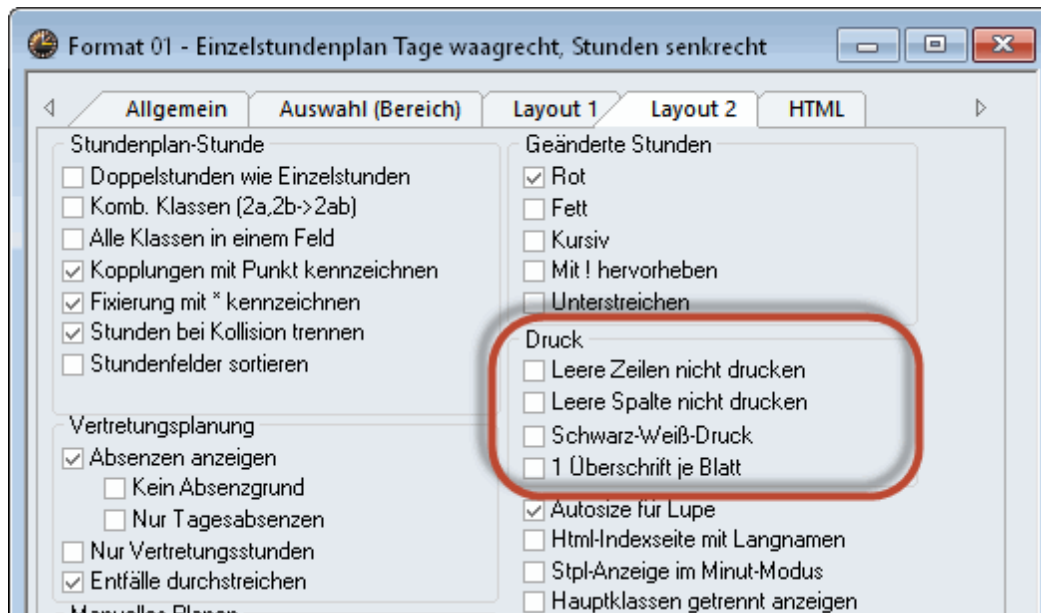 Format 01 - Einzelstundenplan Tage waagrecht, Stunden senkrecht
Allgemein
Auswahl (Bereich)
Layout 1
Layout 2
HTML
Stundenplan-Stunde
Doppelstunden wie Einzelstunden
Komb. Klassen (2a,2b->2ab)
Alle Klassen in einem Feld
Kopplungen mit Punkt kennzeichnen
Fixierung mit * kennzeichnen
Stunden bei Kollision trennen
Stundenfelder sortieren
Vertretungsplanung
Absenzen anzeigen
Kein Absenzgrund
Nur Tagesabsenzen
Nur Vertretungsstunden
Entfälle durchstreichen
Manuelles Planen
Geänderte Stunden
Rot
Fett
Kursiv
Mit ! hervorheben
Unterstreichen
Druck
Leere Zeilen nicht drucken
Leere Spalte nicht drucken
Schwarz-Weiß-Druck
1 Überschrift je Blatt
Autosize für Lupe
Html-Indexseite mit Langnamen
Stpl-Anzeige im Minut-Modus
Hauptklassen getrennt anzeigen